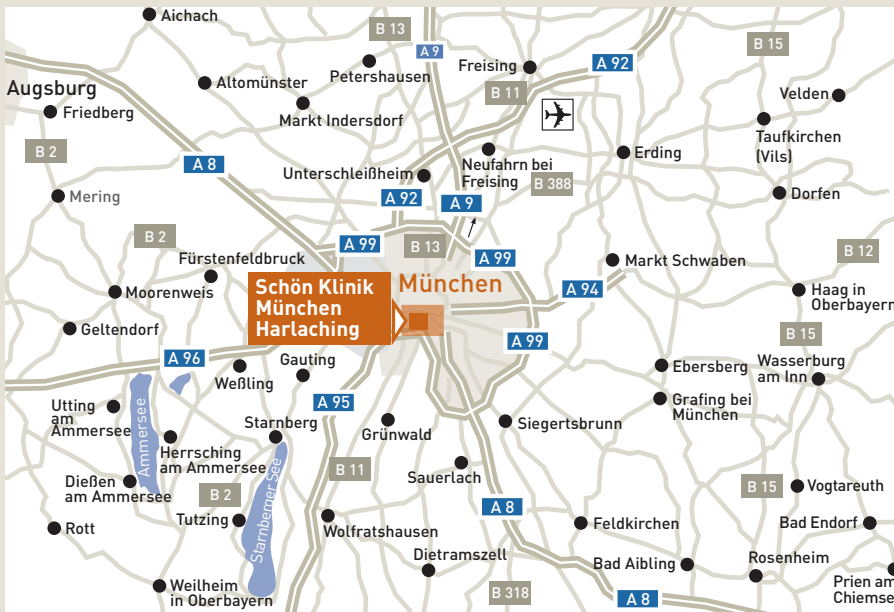 Aichach
B 13
A 9
B 15
Augsburg
Altomünster
Petershausen
Freising
A 92
Friedberg
Markt Indersdorf
B 11
Velden
B 2
A 8
Unterschleißheim
Neufahrn bei
Freising
Erding
Taufkirchen
(Vils)
Mering
A 92
A 9
B 388
Dorfen
B 2
A 99
B 13
A 99
Markt Schwaben
B 12
Fürstenfeldbruck
Moorenweis
Schön Klinik
München
Harlaching
München
A 94
Haag in
Oberbayern
Geltendorf
A 96
Gauting
A 99
B 15
Weßling
Ebersberg
Wasserburg
am Inn
Utting
am
Ammersee
Ammersee
Starnberg
A 95
Grünwald
Siegertsbrunn
Grafing bei
München
Herrsching
am Ammersee
B 11
Sauerlach
Dießen
am Ammersee
B 2
Starnberger See
A 8
B 15
Vogtareuth
Rott
Tutzing
Wolfratshausen
Feldkirchen
Bad Endorf
Dietramszell
Bad Aibling
Rosenheim
Weilheim
in Oberbayern
B 318
A 8
Prien am
Chiemse